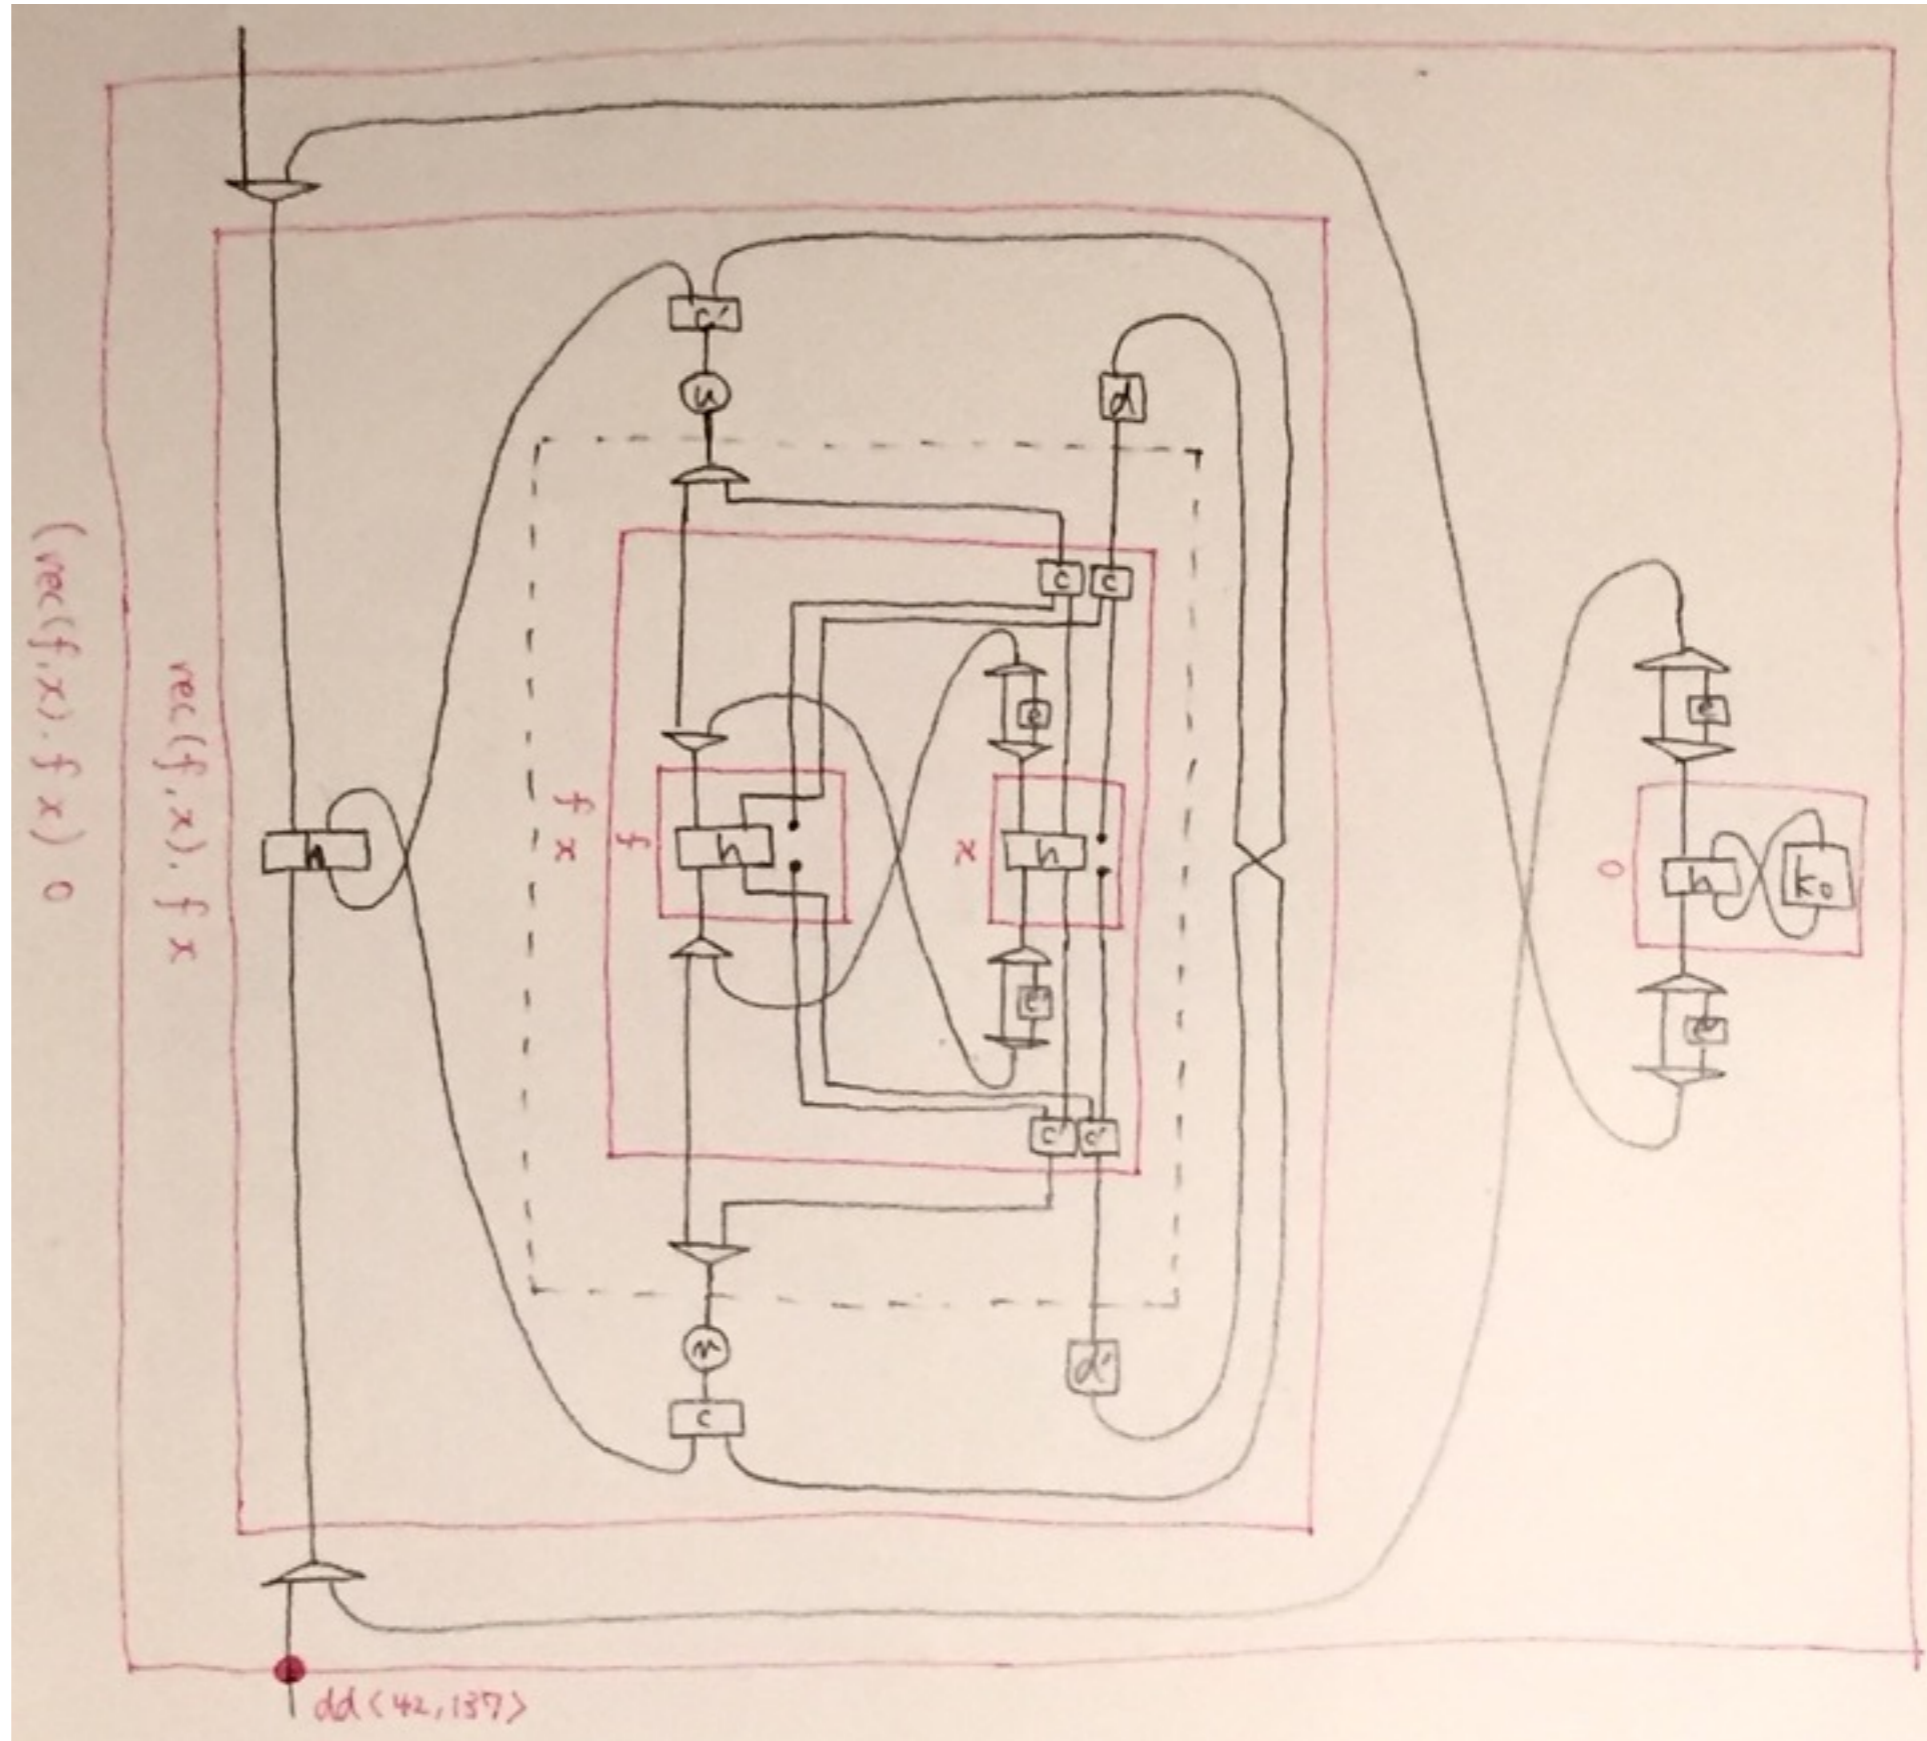 c'
u
d
c c
e
e
h
h
h
h
k₀
f
x
f x
0
rec(f,x). f x
(rec(f,x). f x) 0
e'
e'
c' c'
d'
c
dd<42,137>